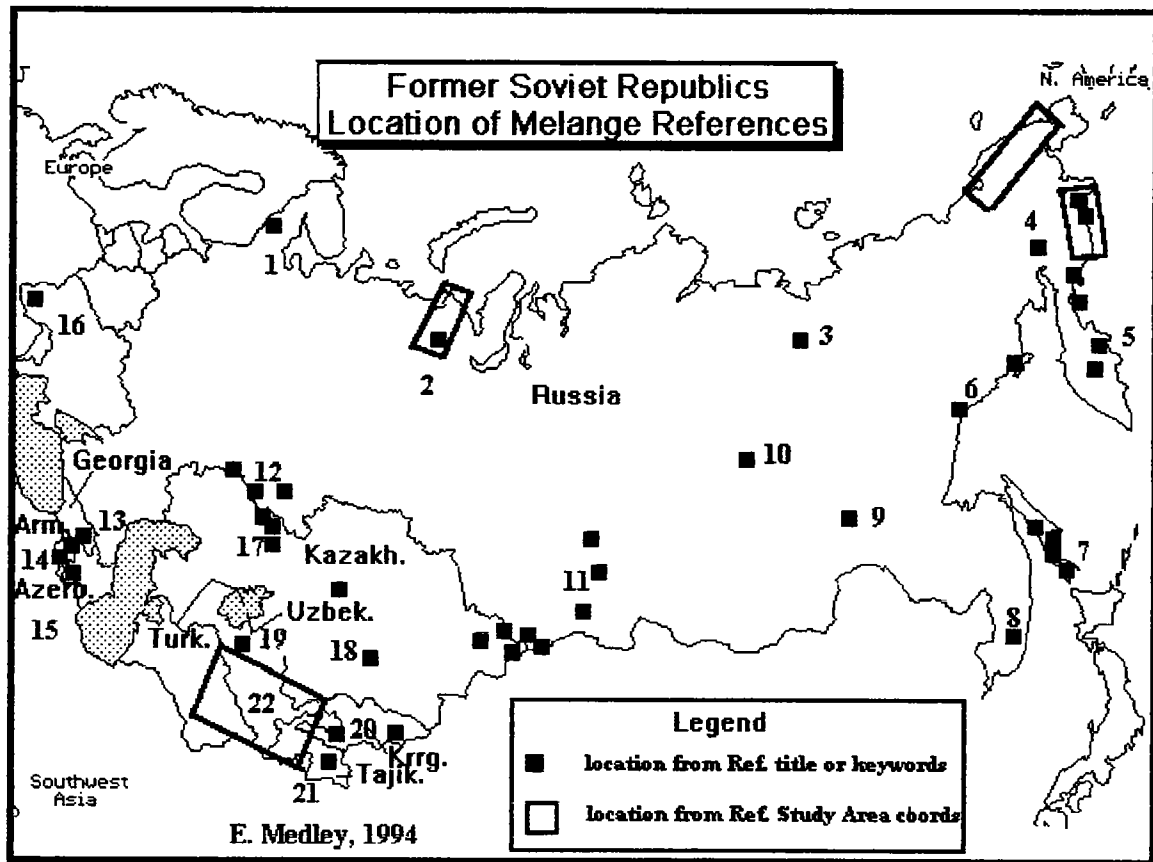 Former Soviet Republics
Location of Melange References
N. America
Europe
1
2
3
4
5
6
7
8
9
10
11
12
13
14
15
16
17
18
19
20
21
22
Russia
Georgia
Arm.
Azerb.
Kazakh.
Uzbek.
Turk.
Krrg.
Tajik.
Southwest
Asia
E. Medley, 1994
Legend
location from Ref. title or keywords
location from Ref. Study Area coords